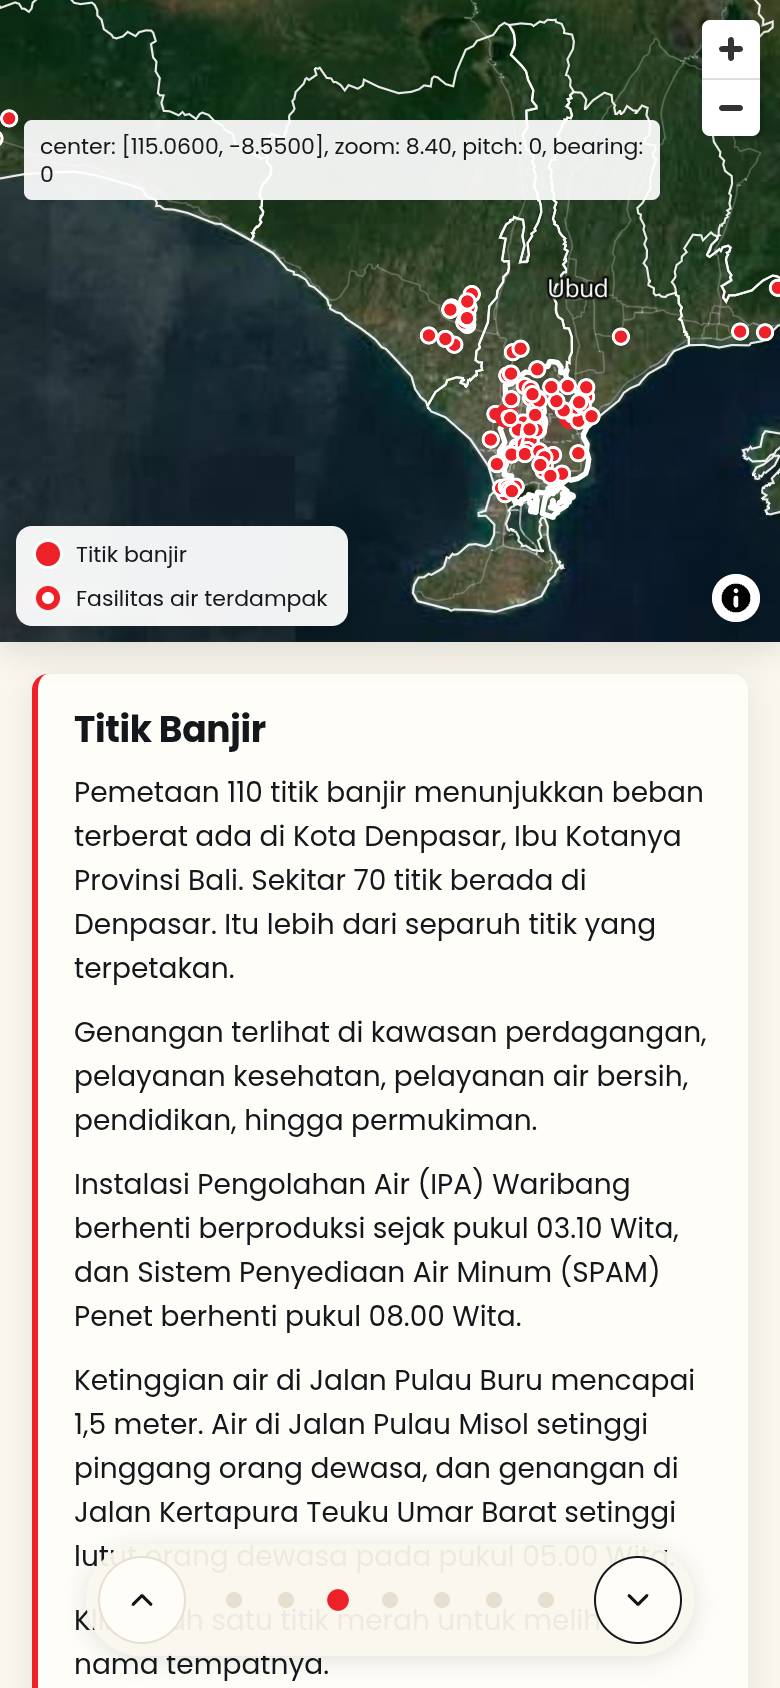 center: [115.0600, -8.5500], zoom: 8.40, pitch: 0, bearing:
0
Ubud
Titik banjir
Fasilitas air terdampak
Titik Banjir
Pemetaan 110 titik banjir menunjukkan beban
terberat ada di Kota Denpasar, Ibu Kotanya
Provinsi Bali. Sekitar 70 titik berada di
Denpasar. Itu lebih dari separuh titik yang
terpetakan.
Genangan terlihat di kawasan perdagangan,
pelayanan kesehatan, pelayanan air bersih,
pendidikan, hingga permukiman.
Instalasi Pengolahan Air (IPA) Waribang
berhenti berproduksi sejak pukul 03.10 Wita,
dan Sistem Penyediaan Air Minum (SPAM)
Penet berhenti pukul 08.00 Wita.
Ketinggian air di Jalan Pulau Buru mencapai
1,5 meter. Air di Jalan Pulau Misol setinggi
pinggang orang dewasa, dan genangan di
Jalan Kertapura Teuku Umar Barat setinggi
lutut orang dewasa pada pukul 05.00 Wita.
satu titik merah untuk
nama tempatnya.